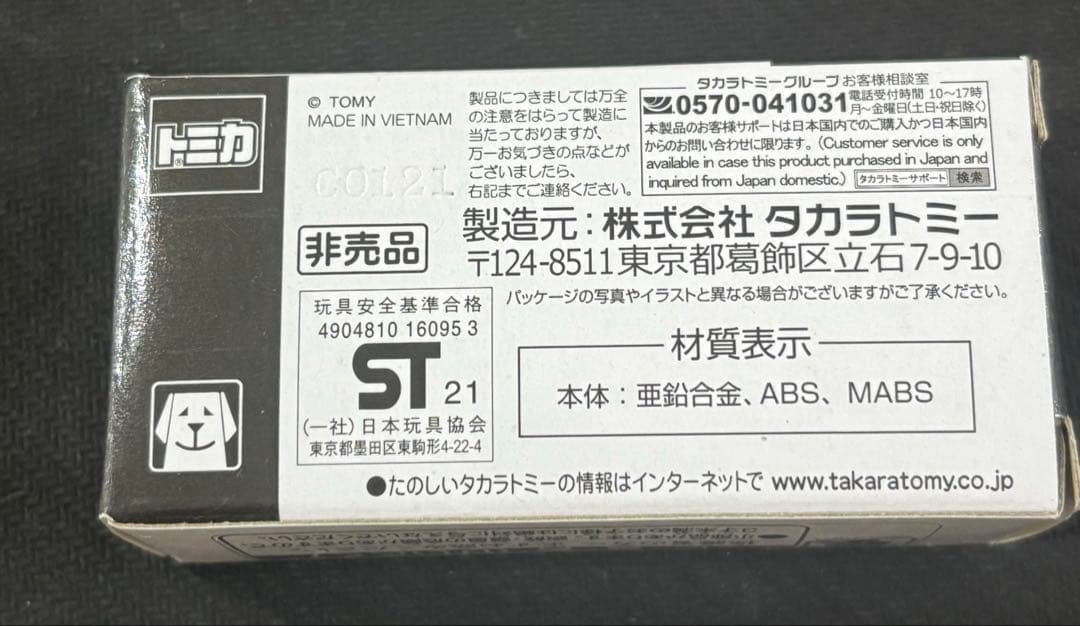 トミカ®
© TOMY
MADE IN VIETNAM
C0121
製品につきましては万全
の注意をはらって製造に
当たっておりますが、
万一お気づきの点などが
ございましたら、
右記までご連絡ください。
タカラトミーグループ お客様相談室
0570-041031 電話受付時間 10〜17時
月〜金曜日(土日・祝日除く)
本製品のお客様サポートは日本国内でのご購入かつ日本国内
からのお問い合わせに限ります。(Customer service is only
available in case this product purchased in Japan and
inquired from Japan domestic.) タカラトミーサポート 検索
非売品
製造元:株式会社 タカラトミー
〒124-8511 東京都葛飾区立石7-9-10
パッケージの写真やイラストと異なる場合がございますがご了承ください。
玩具安全基準合格
4904810 16095 3
ST 21
(一社)日本玩具協会
東京都墨田区東駒形4-22-4
材質表示
本体:亜鉛合金、ABS、MABS
●たのしいタカラトミーの情報はインターネットで www.takaratomy.co.jp